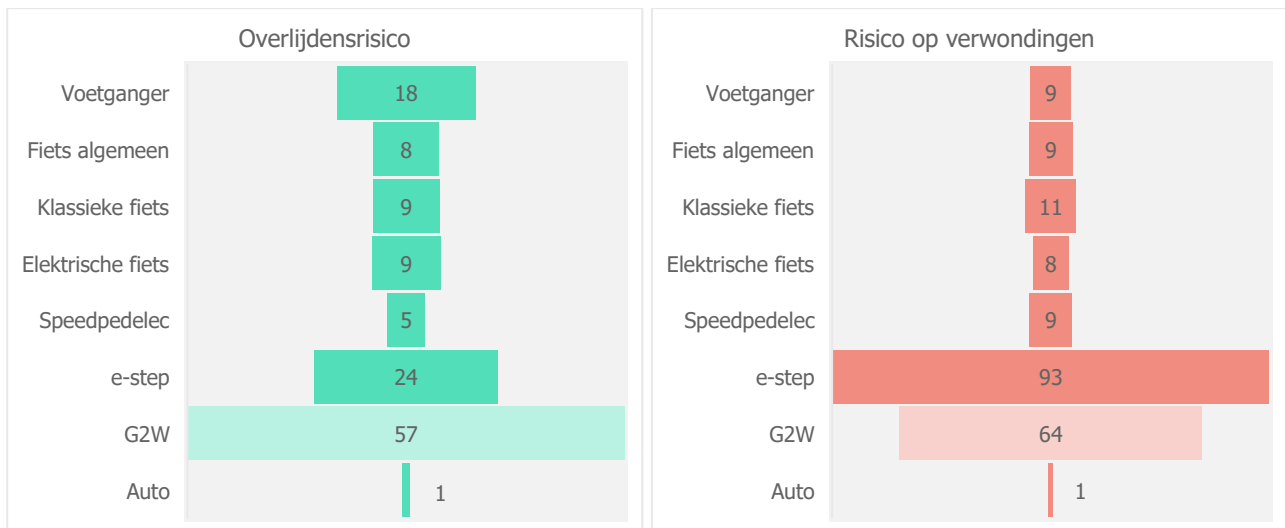 Overlijdensrisico
Voetganger 18
Fiets algemeen 8
Klassieke fiets 9
Elektrische fiets 9
Speedpedelec 5
e-step 24
G2W 57
Auto 1
Risico op verwondingen
Voetganger 9
Fiets algemeen 9
Klassieke fiets 11
Elektrische fiets 8
Speedpedelec 9
e-step 93
G2W 64
Auto 1